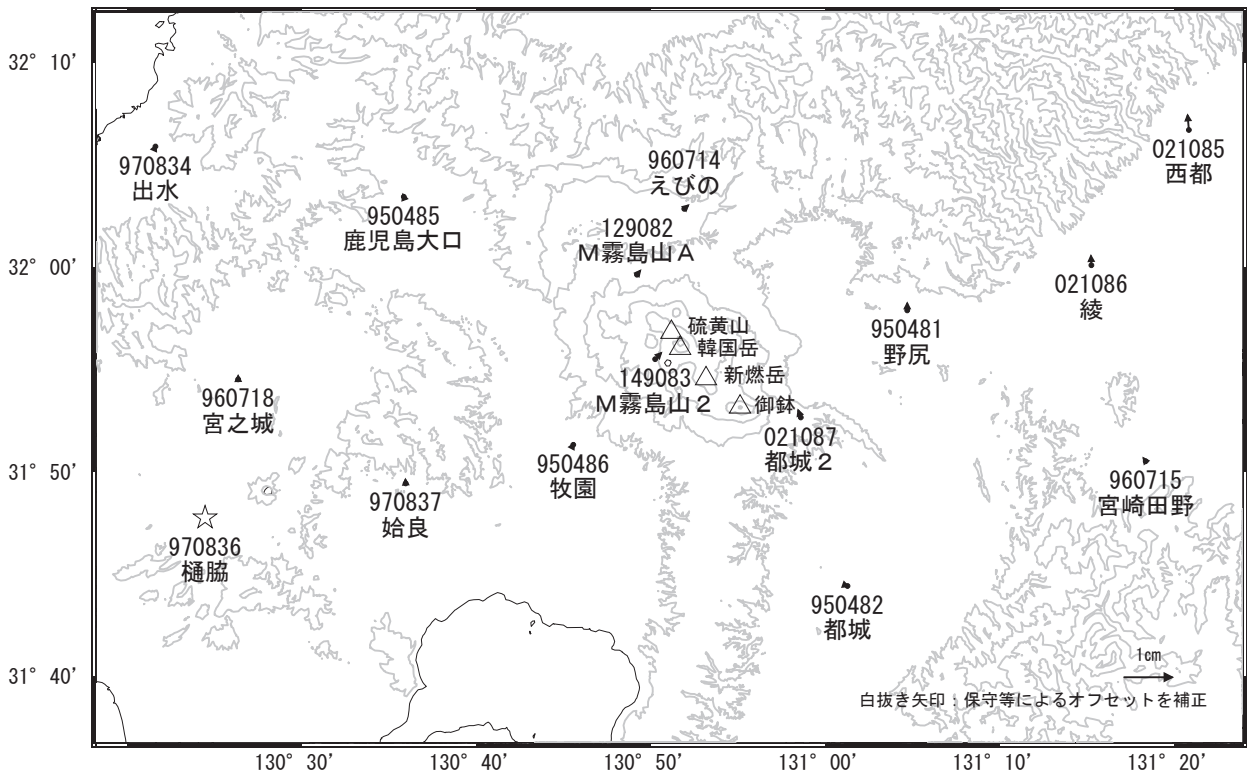 32° 10'
021085
西都
970834
出水
960714
えびの
950485
鹿児島大口
129082
M霧島山A
32° 00'
021086
綾
950481
野尻
硫黄山
韓国岳
新燃岳
149083
M霧島山2
御鉢
960718
宮之城
021087
都城2
31° 50'
950486
牧園
960715
宮崎田野
970837
姶良
970836
樋脇
950482
都城
31° 40'
1cm
白抜き矢印:保守等によるオフセットを補正
130° 30'
130° 40'
130° 50'
131° 00'
131° 10'
131° 20'